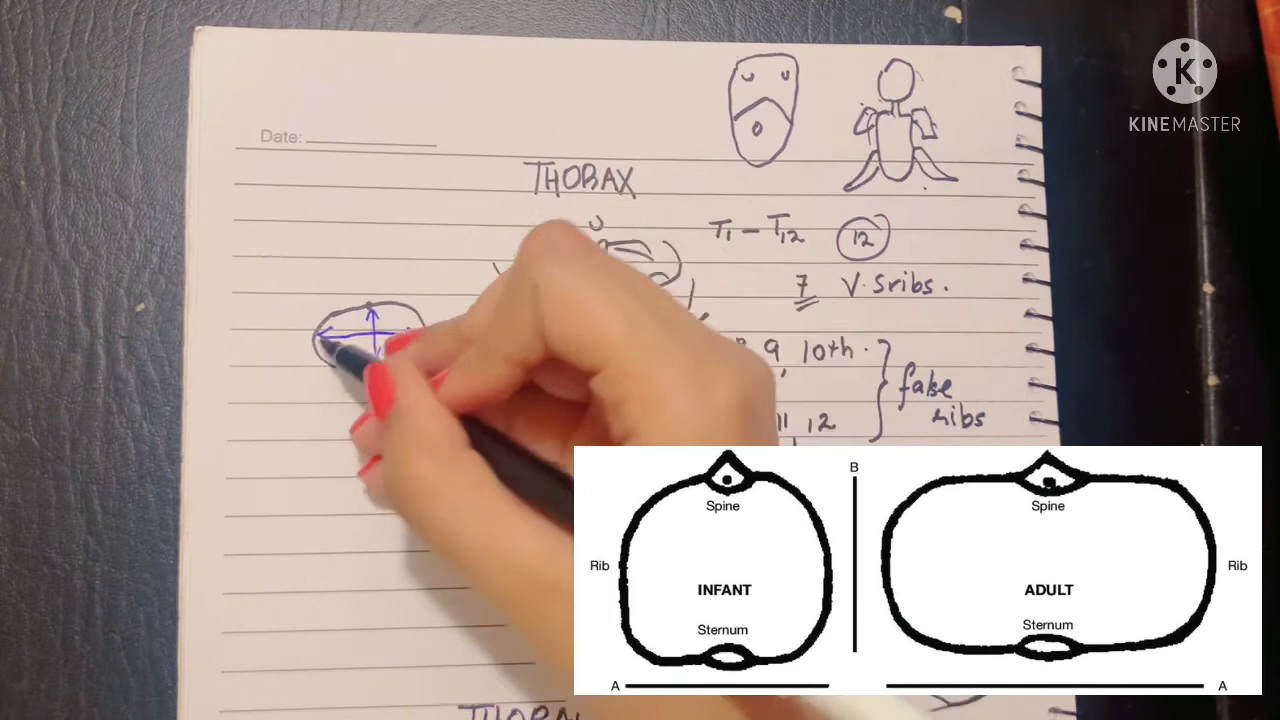 K
KINEMASTER
Date:
THORAX
T1 - T12 12
7 V.S ribs.
9 10th.
false
ribs
11 12
B
Spine Spine
Rib Rib
INFANT ADULT
Sternum Sternum
A A